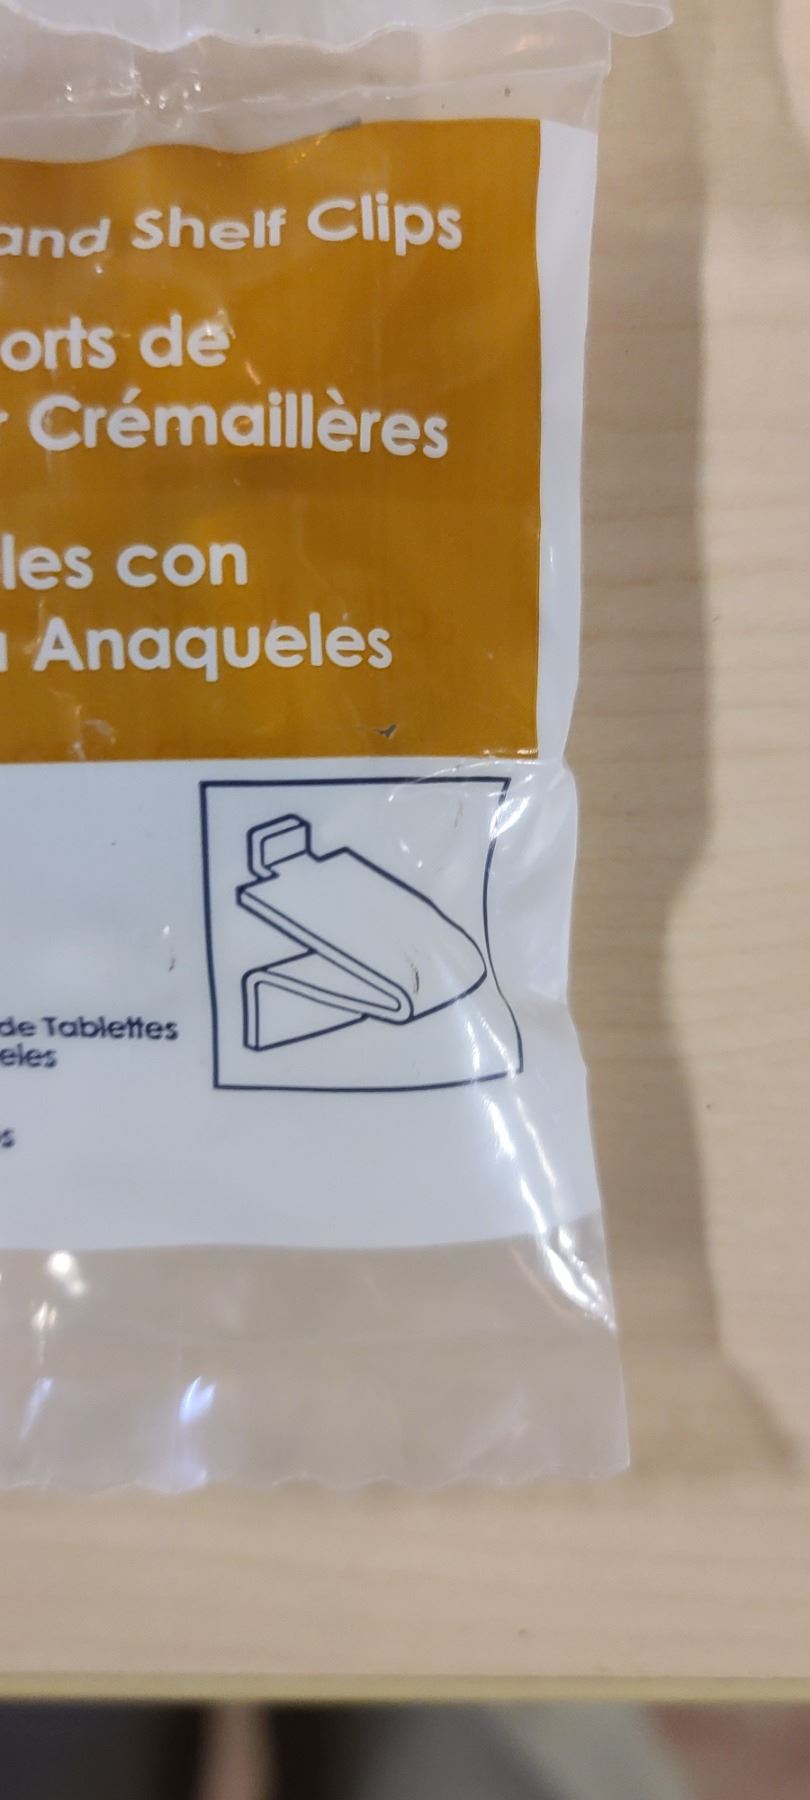 and Shelf Clips
orts de
Crémaillères
les con
Anaqueles
de Tablettes
eles